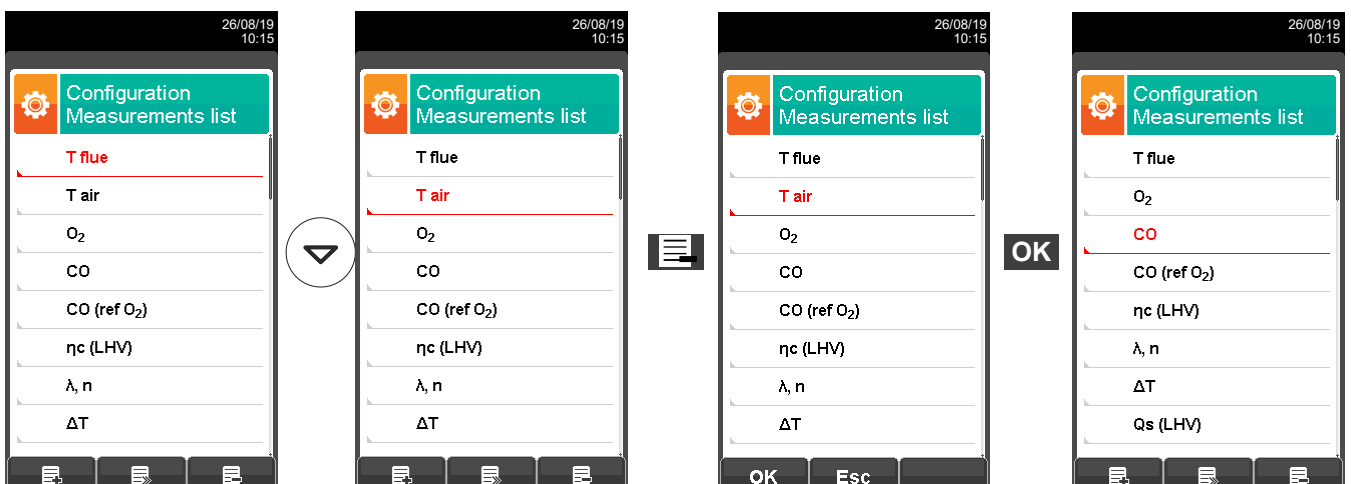 26/08/19
10:15
Configuration
Measurements list
T flue
T air
O₂
CO
CO (ref O₂)
ηc (LHV)
λ, n
ΔT
26/08/19
10:15
Configuration
Measurements list
T flue
T air
O₂
CO
CO (ref O₂)
ηc (LHV)
λ, n
ΔT
26/08/19
10:15
Configuration
Measurements list
T flue
T air
O₂
CO
CO (ref O₂)
ηc (LHV)
λ, n
ΔT
OK Esc
OK
26/08/19
10:15
Configuration
Measurements list
T flue
O₂
CO
CO (ref O₂)
ηc (LHV)
λ, n
ΔT
Qs (LHV)